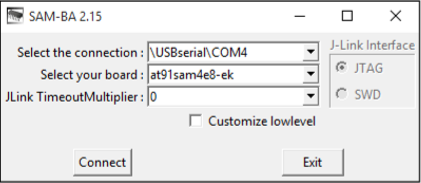 SAM-BA 2.15
Select the connection : \USBserial\COM4
J-Link Interface
Select your board : at91sam4e8-ek
JTAG
JLink TimeoutMultiplier : 0
SWD
Customize lowlevel
Connect
Exit